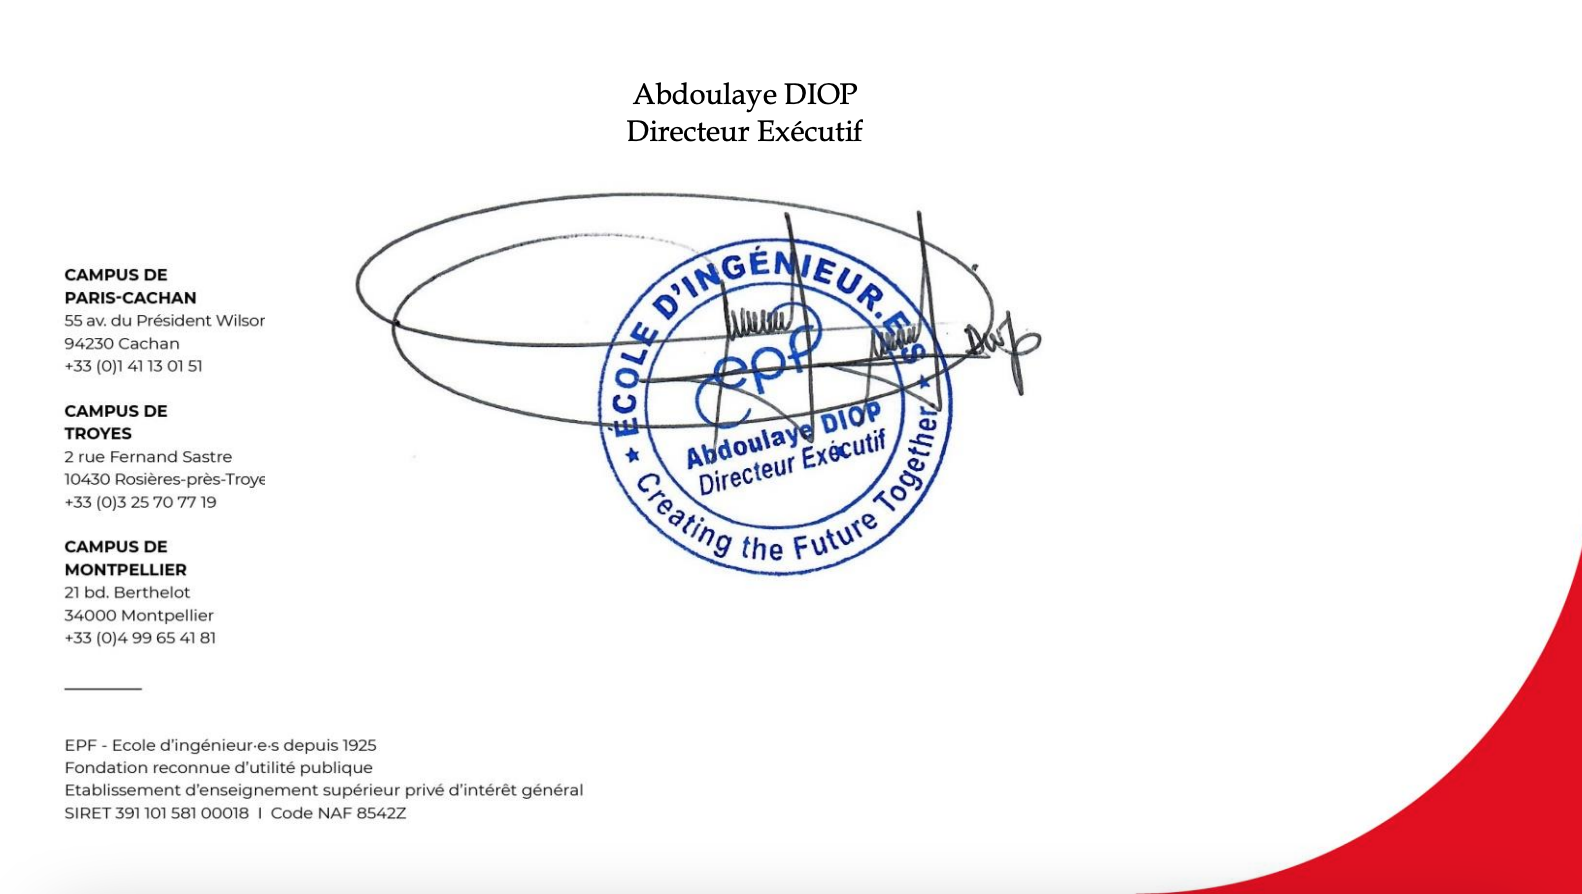 Abdoulaye DIOP
Directeur Exécutif
CAMPUS DE
PARIS-CACHAN
55 av. du Président Wilsor
94230 Cachan
+33 (0)1 41 13 01 51
CAMPUS DE
TROYES
2 rue Fernand Sastre
10430 Rosières-près-Troye
+33 (0)3 25 70 77 19
CAMPUS DE
MONTPELLIER
21 bd. Berthelot
34000 Montpellier
+33 (0)4 99 65 41 81
ÉCOLE D'INGÉNIEUR.E.S
epf
Abdoulaye DIOP
Directeur Exécutif
★ Creating the Future Together ★
EPF - Ecole d'ingénieur·e·s depuis 1925
Fondation reconnue d'utilité publique
Etablissement d'enseignement supérieur privé d'intérêt général
SIRET 391 101 581 00018 I Code NAF 8542Z